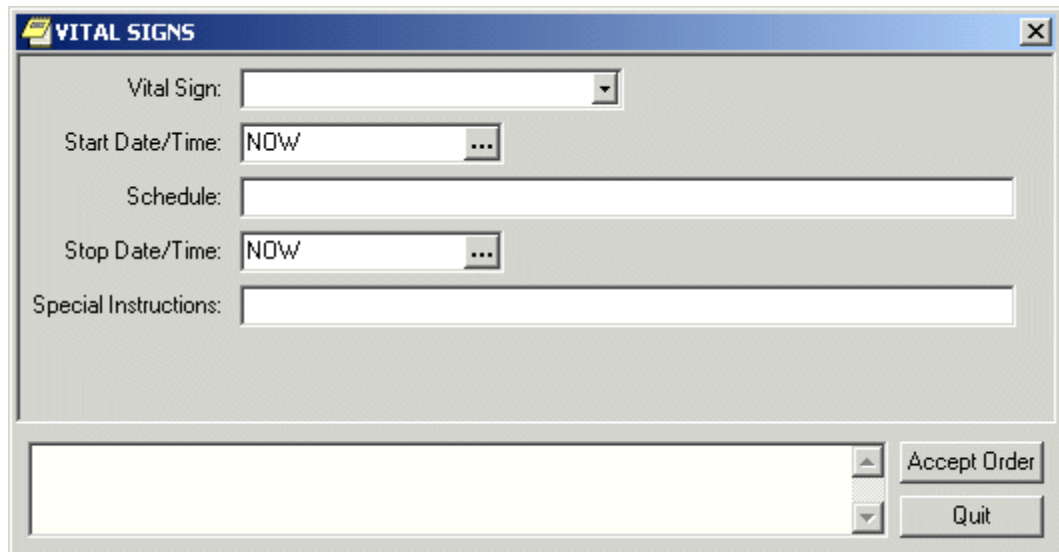 VITAL SIGNS
Vital Sign:
Start Date/Time: NOW ...
Schedule:
Stop Date/Time: NOW ...
Special Instructions:
Accept Order
Quit